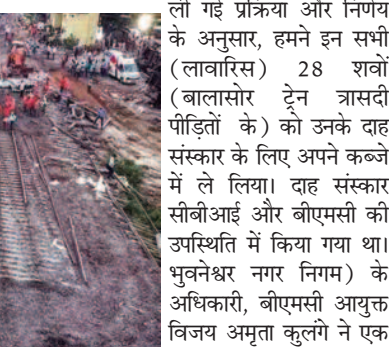 ली गई प्रक्रिया और निर्णय
के अनुसार, हमने इन सभी
(लावारिस) 28 शवों
(बालासोर ट्रेन त्रासदी
पीड़ितों के) को उनके दाह
संस्कार के लिए अपने कब्जे
में ले लिया। दाह संस्कार
सीबीआई और बीएमसी की
उपस्थिति में किया गया था।
भुवनेश्वर नगर निगम) के
अधिकारी, बीएमसी आयुक्त
विजय अमृता कुलंगे ने एक